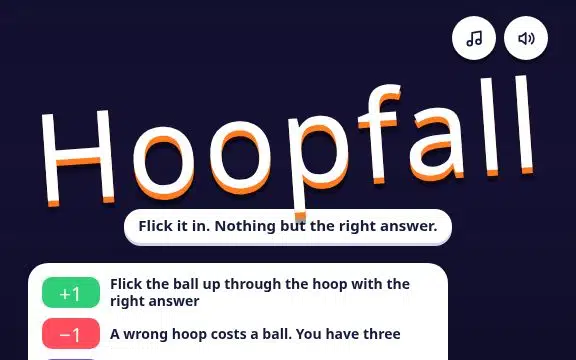 Hoopfall
Flick it in. Nothing but the right answer.
+1
Flick the ball up through the hoop with the
right answer
−1
A wrong hoop costs a ball. You have three